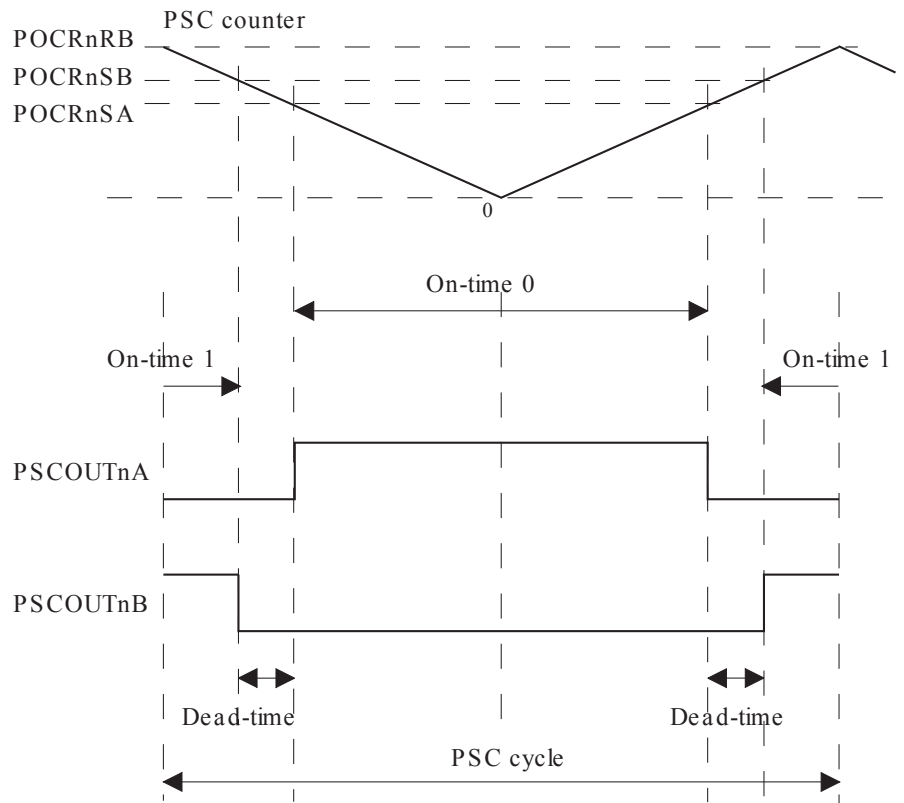 PSC counter
POCRnRB
POCRnSB
POCRnSA
0
On-time 0
On-time 1
On-time 1
PSCOUTnA
PSCOUTnB
Dead-time
Dead-time
PSC cycle